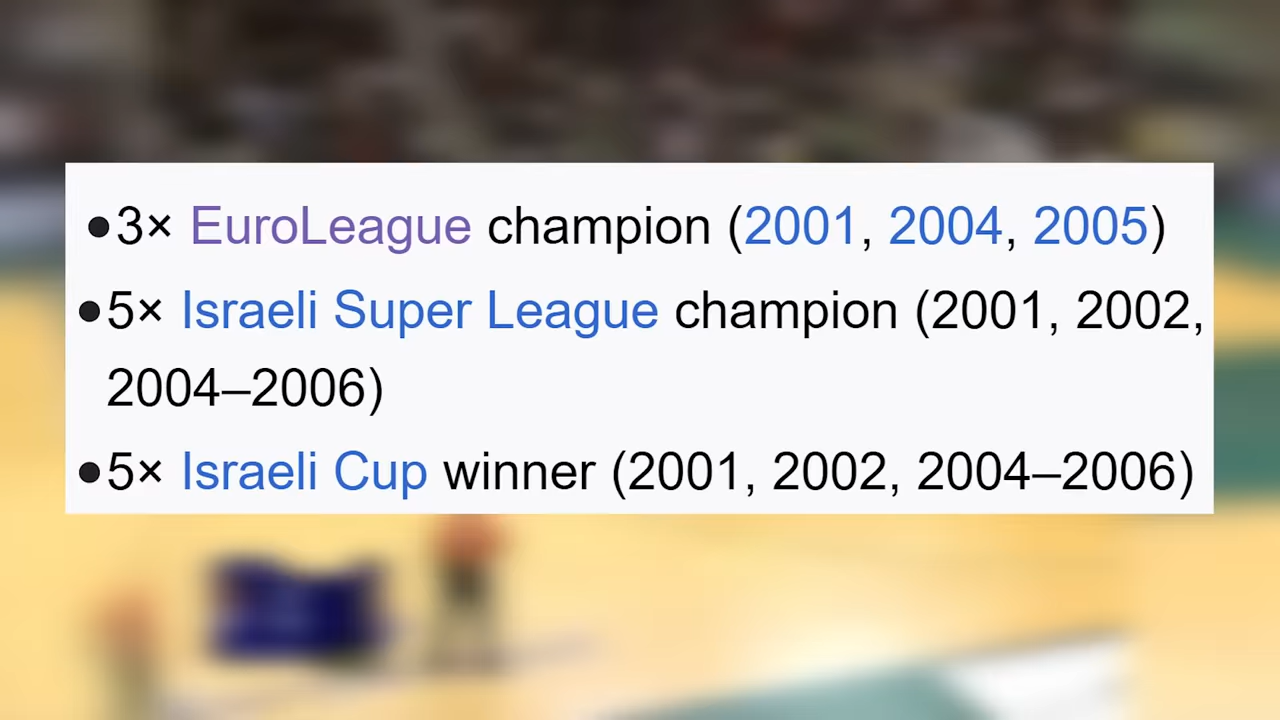 •3× EuroLeague champion (2001, 2004, 2005)
•5× Israeli Super League champion (2001, 2002,
2004–2006)
•5× Israeli Cup winner (2001, 2002, 2004–2006)